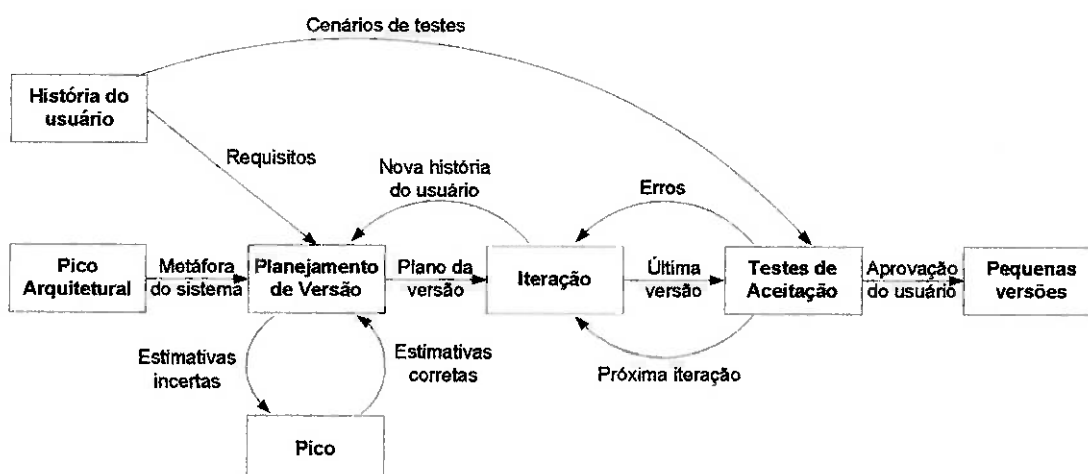 Cenários de testes
História do
usuário
Requisitos
Nova história
do usuário
Erros
Pico
Arquitetural
Metáfora
do sistema
Planejamento
de Versão
Plano da
versão
Iteração
Última
versão
Testes de
Aceitação
Aprovação
do usuário
Pequenas
versões
Estimativas
incertas
Estimativas
corretas
Próxima iteração
Pico